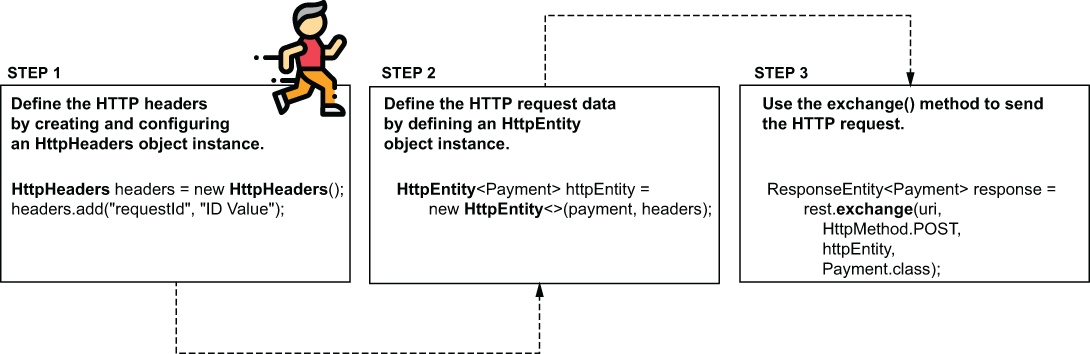 STEP 1
Define the HTTP headers
by creating and configuring
an HttpHeaders object instance.
HttpHeaders headers = new HttpHeaders();
headers.add("requestId", "ID Value");
STEP 2
Define the HTTP request data
by defining an HttpEntity
object instance.
HttpEntity<Payment> httpEntity =
new HttpEntity<>(payment, headers);
STEP 3
Use the exchange() method to send
the HTTP request.
ResponseEntity<Payment> response =
rest.exchange(uri,
HttpMethod.POST,
httpEntity,
Payment.class);